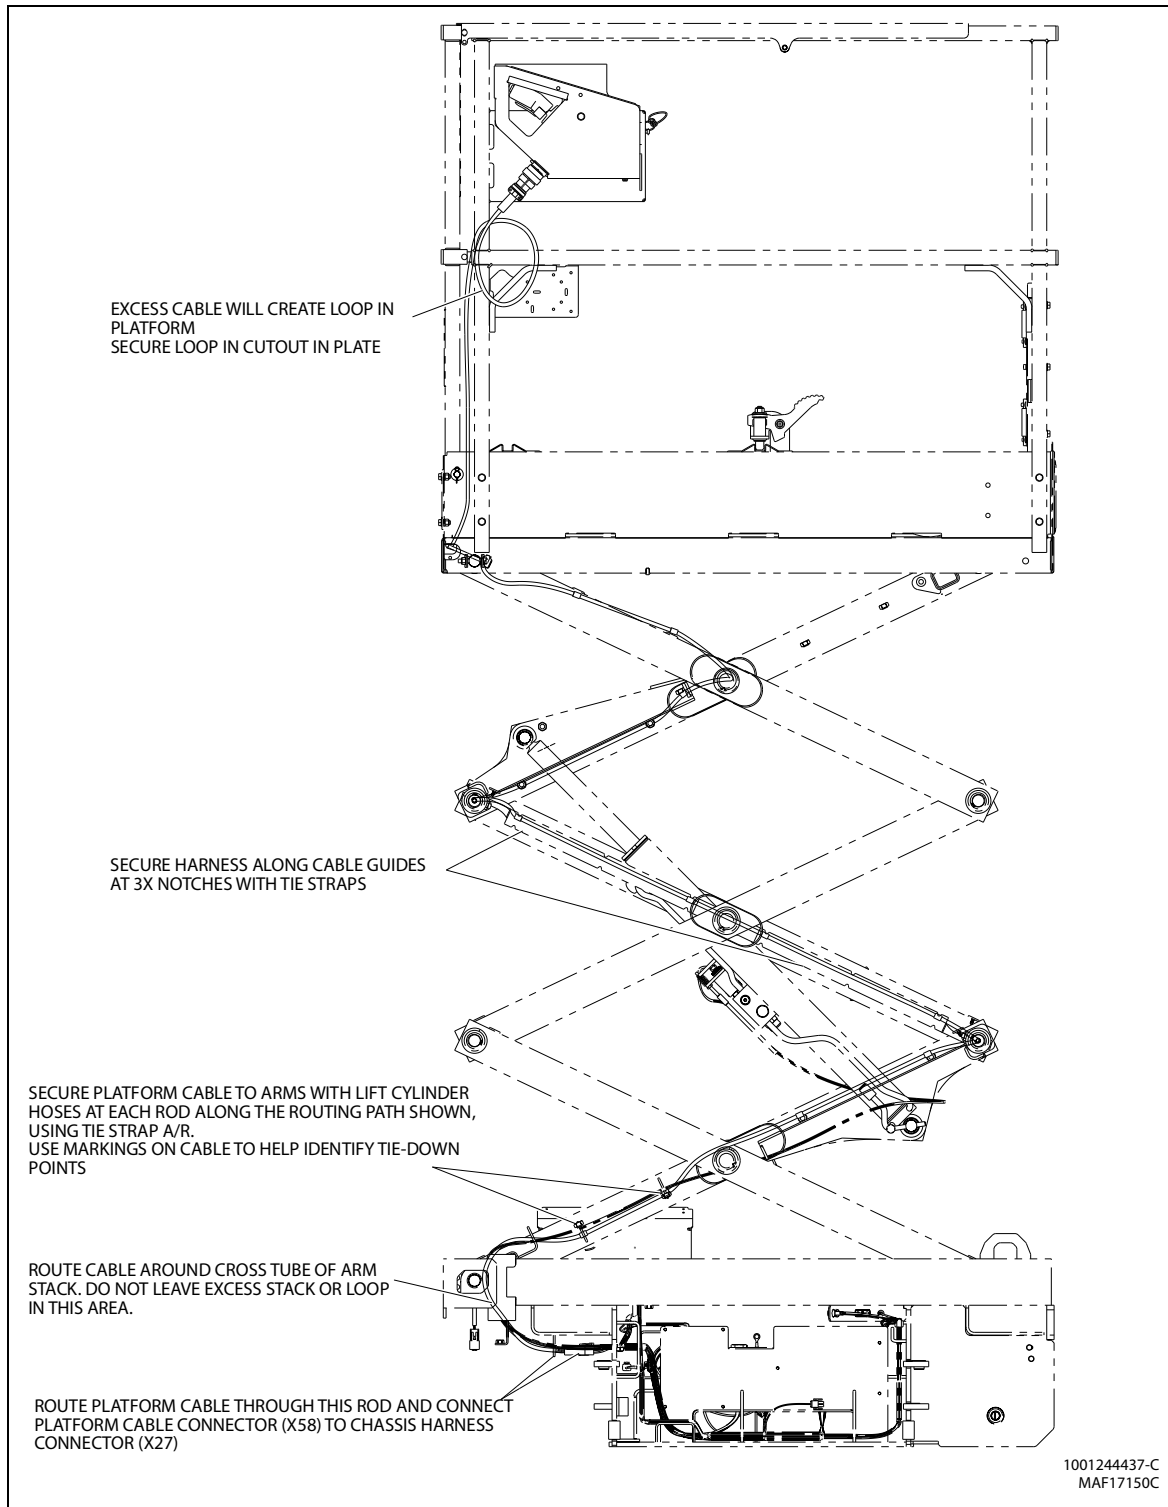 EXCESS CABLE WILL CREATE LOOP IN
PLATFORM
SECURE LOOP IN CUTOUT IN PLATE
SECURE HARNESS ALONG CABLE GUIDES
AT 3X NOTCHES WITH TIE STRAPS
SECURE PLATFORM CABLE TO ARMS WITH LIFT CYLINDER
HOSES AT EACH ROD ALONG THE ROUTING PATH SHOWN,
USING TIE STRAP A/R.
USE MARKINGS ON CABLE TO HELP IDENTIFY TIE-DOWN
POINTS
ROUTE CABLE AROUND CROSS TUBE OF ARM
STACK. DO NOT LEAVE EXCESS STACK OR LOOP
IN THIS AREA.
ROUTE PLATFORM CABLE THROUGH THIS ROD AND CONNECT
PLATFORM CABLE CONNECTOR (X58) TO CHASSIS HARNESS
CONNECTOR (X27)
1001244437-C
MAF17150C